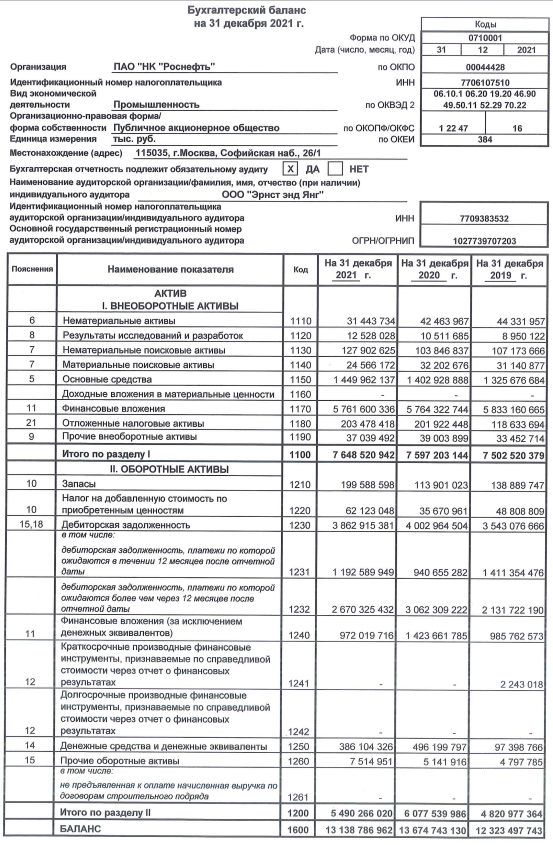 Бухгалтерский баланс
на 31 декабря 2021 г.
Коды
Форма по ОКУД 0710001
Дата (число, месяц, год) 31 12 2021
Организация ПАО "НК "Роснефть" по ОКПО 00044428
Идентификационный номер налогоплательщика ИНН 7706107510
Вид экономической 06.10.1 06.20 19.20 46.90
деятельности Промышленность по ОКВЭД 2 49.50.11 52.29 70.22
Организационно-правовая форма/
форма собственности Публичное акционерное общество по ОКОПФ/ОКФС 1 22 47 16
Единица измерения тыс. руб. по ОКЕИ 384
Местонахождение (адрес) 115035, г.Москва, Софийская наб., 26/1
Бухгалтерская отчетность подлежит обязательному аудиту X ДА НЕТ
Наименование аудиторской организации/фамилия, имя, отчество (при наличии)
индивидуального аудитора ООО "Эрнст энд Янг"
Идентификационный номер налогоплательщика
аудиторской организации/индивидуального аудитора ИНН 7709383532
Основной государственный регистрационный номер
аудиторской организации/индивидуального аудитора ОГРН/ОГРНИП 1027739707203
Пояснения Наименование показателя Код На 31 декабря 2021 г. На 31 декабря 2020 г. На 31 декабря 2019 г.
АКТИВ
I. ВНЕОБОРОТНЫЕ АКТИВЫ
6 Нематериальные активы 1110 31 443 734 42 463 967 44 331 957
8 Результаты исследований и разработок 1120 12 528 028 10 511 685 8 950 122
7 Нематериальные поисковые активы 1130 127 902 625 103 846 837 107 173 666
7 Материальные поисковые активы 1140 24 566 172 32 202 676 31 140 877
5 Основные средства 1150 1 449 962 137 1 402 928 888 1 325 676 684
Доходные вложения в материальные ценности 1160 - - -
11 Финансовые вложения 1170 5 761 600 336 5 764 322 744 5 833 160 665
21 Отложенные налоговые активы 1180 203 478 418 201 922 448 118 633 694
9 Прочие внеоборотные активы 1190 37 039 492 39 003 899 33 452 714
Итого по разделу I 1100 7 648 520 942 7 597 203 144 7 502 520 379
II. ОБОРОТНЫЕ АКТИВЫ
10 Запасы 1210 199 588 598 113 901 023 138 889 747
Налог на добавленную стоимость по
10 приобретенным ценностям 1220 62 123 048 35 670 961 48 808 809
15,18 Дебиторская задолженность 1230 3 862 915 381 4 002 964 504 3 543 076 666
в том числе:
дебиторская задолженность, платежи по которой
ожидаются в течении 12 месяцев после отчетной
даты 1231 1 192 589 949 940 655 282 1 411 354 476
дебиторская задолженность, платежи по которой
ожидаются более чем через 12 месяцев после
отчетной даты 1232 2 670 325 432 3 062 309 222 2 131 722 190
Финансовые вложения (за исключением
11 денежных эквивалентов) 1240 972 019 716 1 423 661 785 985 762 573
Краткосрочные производные финансовые
инструменты, признаваемые по справедливой
стоимости через отчет о финансовых
12 результатах 1241 - - 2 243 018
Долгосрочные производные финансовые
инструменты, признаваемые по справедливой
стоимости через отчет о финансовых
12 результатах 1242 - - -
14 Денежные средства и денежные эквиваленты 1250 386 104 326 496 199 797 97 398 766
15 Прочие оборотные активы 1260 7 514 951 5 141 916 4 797 785
в том числе:
не предъявленная к оплате начисленная выручка по
договорам строительного подряда 1261 - - -
Итого по разделу II 1200 5 490 266 020 6 077 539 986 4 820 977 364
БАЛАНС 1600 13 138 786 962 13 674 743 130 12 323 497 743